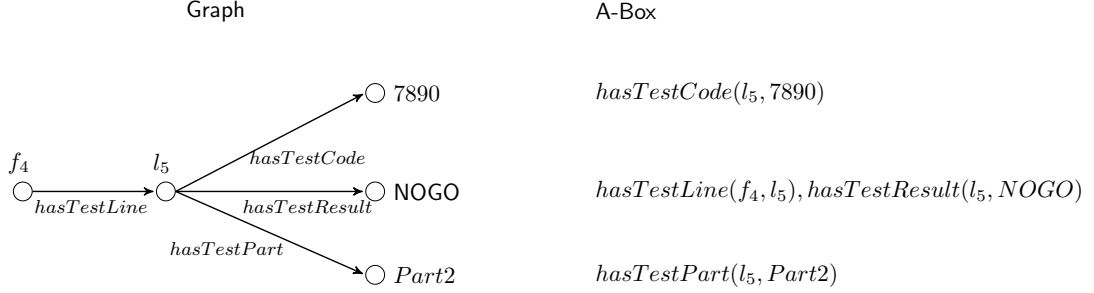 Graph
A-Box
7890
hasTestCode(l₅, 7890)
hasTestCode
f₄
l₅
NOGO
hasTestLine(f₄, l₅), hasTestResult(l₅, NOGO)
hasTestLine
hasTestResult
hasTestPart
Part2
hasTestPart(l₅, Part2)